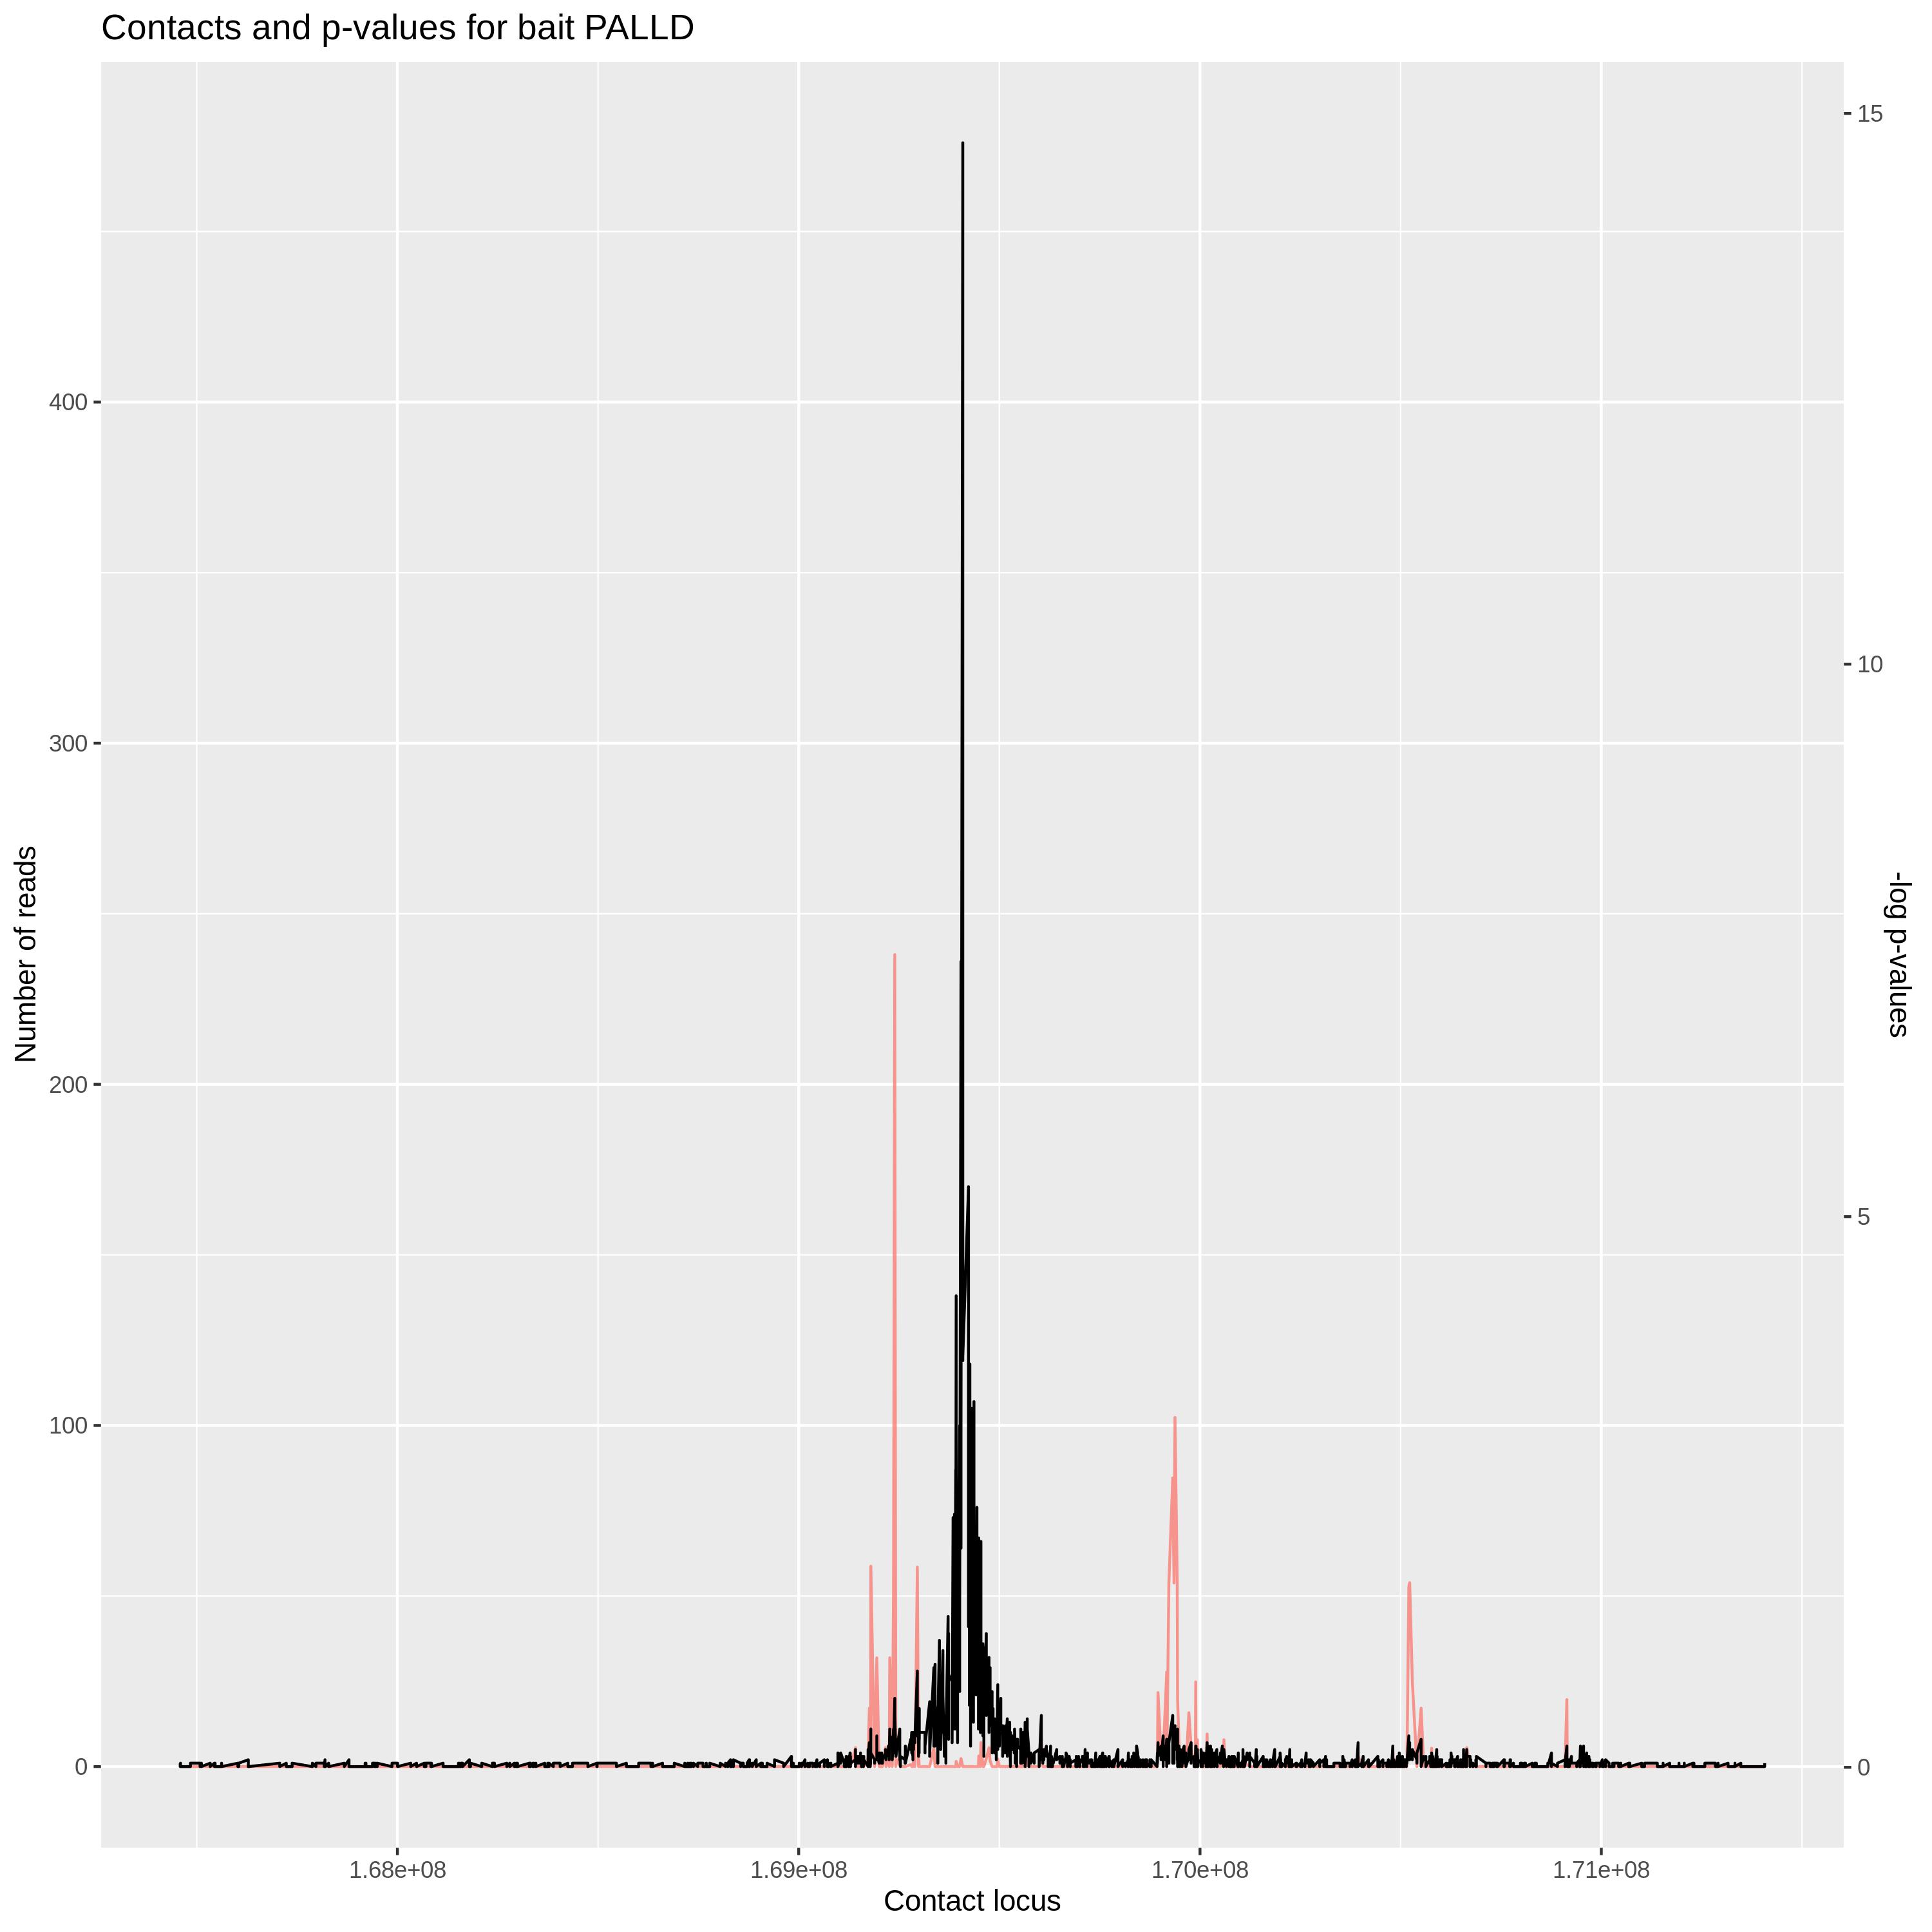 Contacts and p-values for bait PALLD
15
400
10
300
Number of reads
-log p-values
5
200
100
0
0
1.68e+08
1.69e+08
1.70e+08
1.71e+08
Contact locus